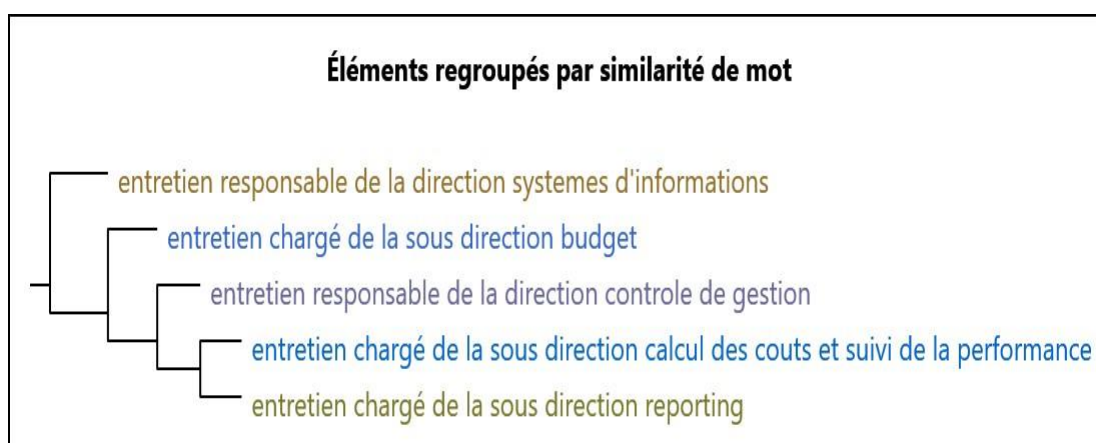 Éléments regroupés par similarité de mot
entretien responsable de la direction systemes d'informations
entretien chargé de la sous direction budget
entretien responsable de la direction controle de gestion
entretien chargé de la sous direction calcul des couts et suivi de la performance
entretien chargé de la sous direction reporting